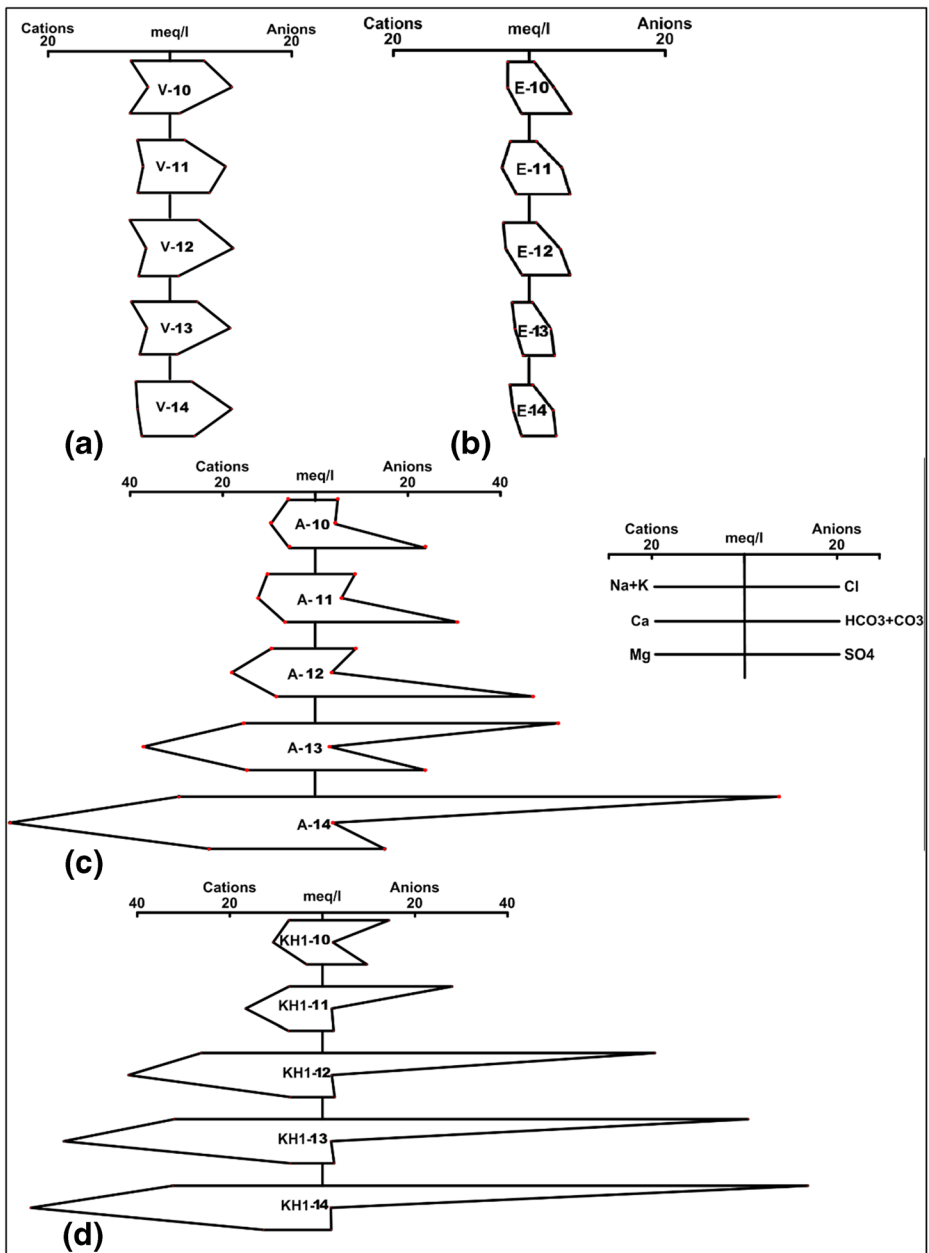 Cations meq/l Anions
20 20
V-10
V-11
V-12
V-13
V-14
(a)
Cations meq/l Anions
20 20
E-10
E-11
E-12
E-13
E-14
(b)
Cations meq/l Anions
40 20 20 40
A-10
A-11
A-12
A-13
A-14
(c)
Cations meq/l Anions
20 20
Na+K Cl
Ca HCO3+CO3
Mg SO4
Cations meq/l Anions
40 20 20 40
KH1-10
KH1-11
KH1-12
KH1-13
KH1-14
(d)